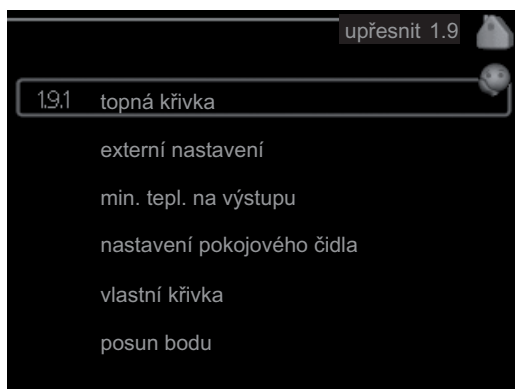 upřesnit 1.9
1.9.1 topná křivka
externí nastavení
min. tepl. na výstupu
nastavení pokojového čidla
vlastní křivka
posun bodu